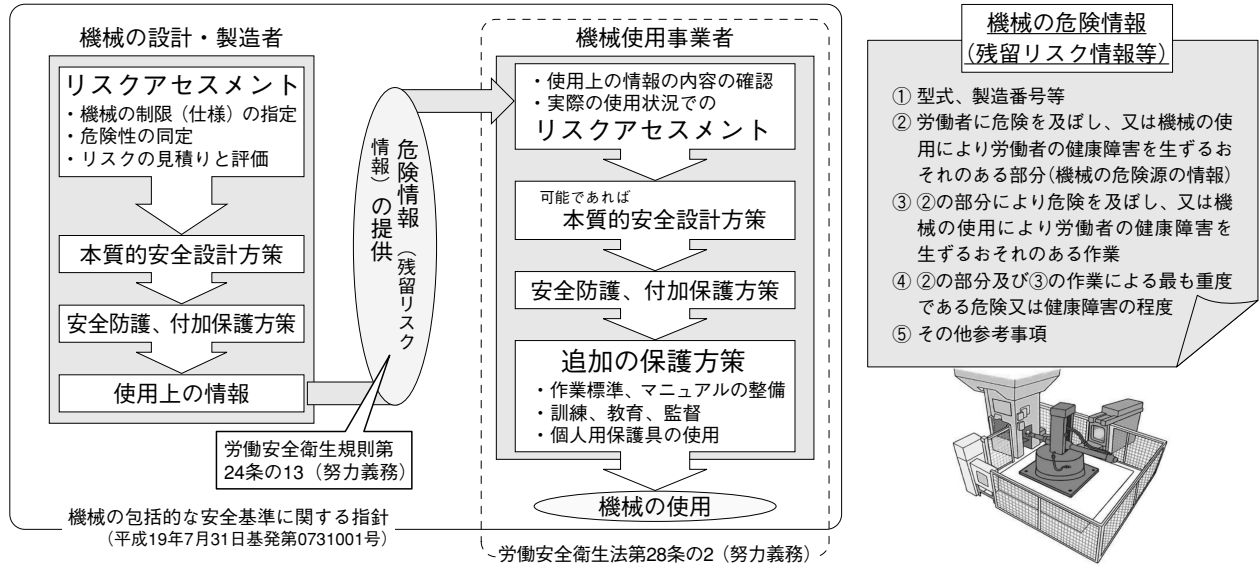 機械の設計・製造者
リスクアセスメント
・機械の制限（仕様）の指定
・危険性の同定
・リスクの見積りと評価
本質的安全設計方策
安全防護、付加保護方策
使用上の情報
危険情報（残留リスク
情報）の提供
労働安全衛生規則第
24条の13（努力義務）
機械の包括的な安全基準に関する指針
（平成19年7月31日基発第0731001号）
機械使用事業者
・使用上の情報の内容の確認
・実際の使用状況での
リスクアセスメント
可能であれば
本質的安全設計方策
安全防護、付加保護方策
追加の保護方策
・作業標準、マニュアルの整備
・訓練、教育、監督
・個人用保護具の使用
機械の使用
労働安全衛生法第28条の2（努力義務）
機械の危険情報
（残留リスク情報等）
① 型式、製造番号等
② 労働者に危険を及ぼし、又は機械の使
用により労働者の健康障害を生ずるお
それのある部分（機械の危険源の情報）
③ ②の部分により危険を及ぼし、又は機
械の使用により労働者の健康障害を
生ずるおそれのある作業
④ ②の部分及び③の作業による最も重度
である危険又は健康障害の程度
⑤ その他参考事項